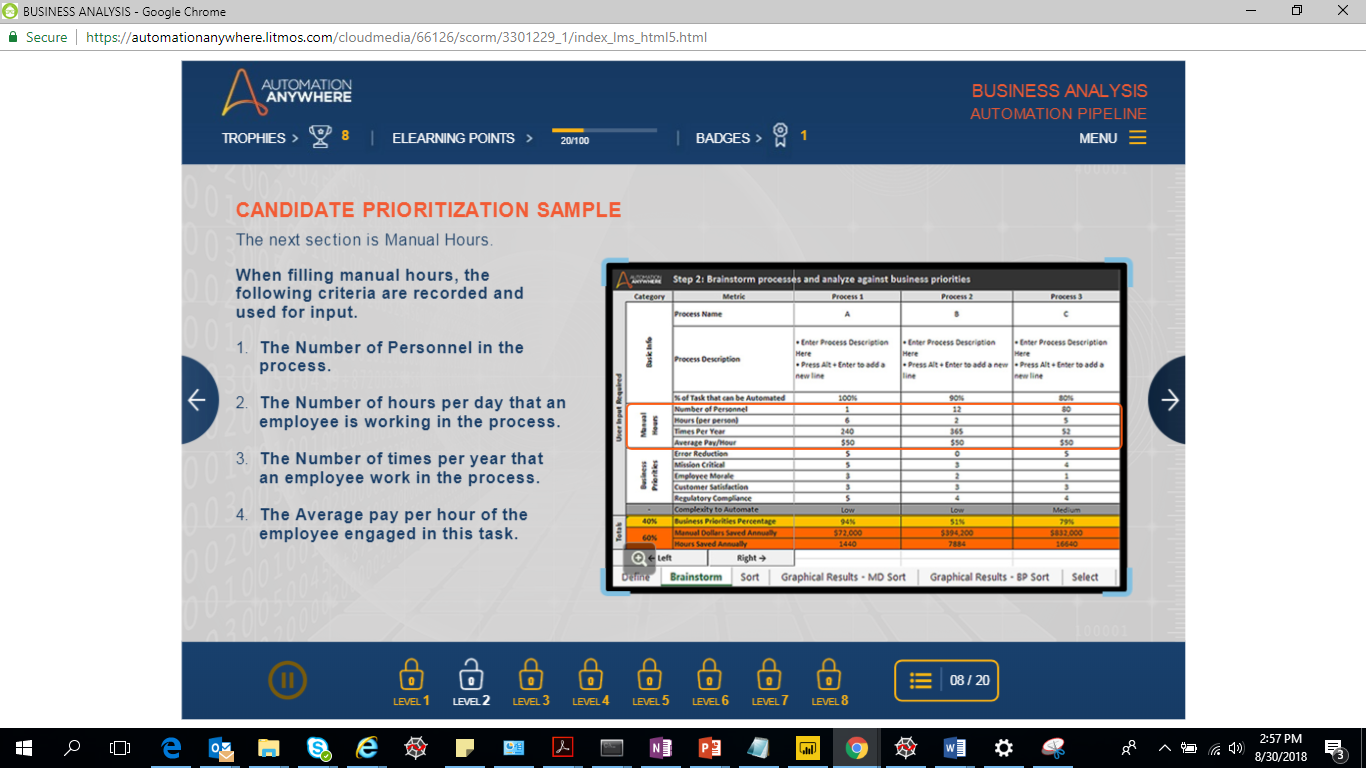 BUSINESS ANALYSIS - Google Chrome
Secure | https://automationanywhere.litmos.com/cloudmedia/66126/scorm/3301229_1/index_lms_html5.html
AUTOMATION
ANYWHERE
BUSINESS ANALYSIS
AUTOMATION PIPELINE
TROPHIES > 8 | ELEARNING POINTS > 20/100 | BADGES > 1 MENU
CANDIDATE PRIORITIZATION SAMPLE
The next section is Manual Hours.
When filling manual hours, the
following criteria are recorded and
used for input.
1. The Number of Personnel in the
process.
2. The Number of hours per day that an
employee is working in the process.
3. The Number of times per year that
an employee work in the process.
4. The Average pay per hour of the
employee engaged in this task.
AUTOMATION
ANYWHERE
Step 2: Brainstorm processes and analyze against business priorities
Category Metric Process 1 Process 2 Process 3
User Input Required
Basic Info
Process Name A B C
Process Description
• Enter Process Description Here
• Press Alt + Enter to add a new line
• Enter Process Description Here
• Press Alt + Enter to add a new line
• Enter Process Description Here
• Press Alt + Enter to add a new line
% of Task that can be Automated 100% 90% 80%
Manual Hours
Number of Personnel 1 12 80
Hours (per person) 6 2 5
Times Per Year 240 365 52
Average Pay/Hour $50 $50 $50
Business Priorities
Error Reduction 5 0 5
Mission Critical 5 3 4
Employee Morale 3 2 1
Customer Satisfaction 3 3 3
Regulatory Compliance 5 4 4
- Complexity to Automate Low Low Medium
Totals
40% Business Priorities Percentage 94% 51% 79%
60% Manual Dollars Saved Annually $72,000 $394,200 $832,000
Hours Saved Annually 1440 7884 16640
← Left Right →
Define Brainstorm Sort Graphical Results - MD Sort Graphical Results - BP Sort Select
LEVEL 1 LEVEL 2 LEVEL 3 LEVEL 4 LEVEL 5 LEVEL 6 LEVEL 7 LEVEL 8
08 / 20
2:57 PM
8/30/2018
3